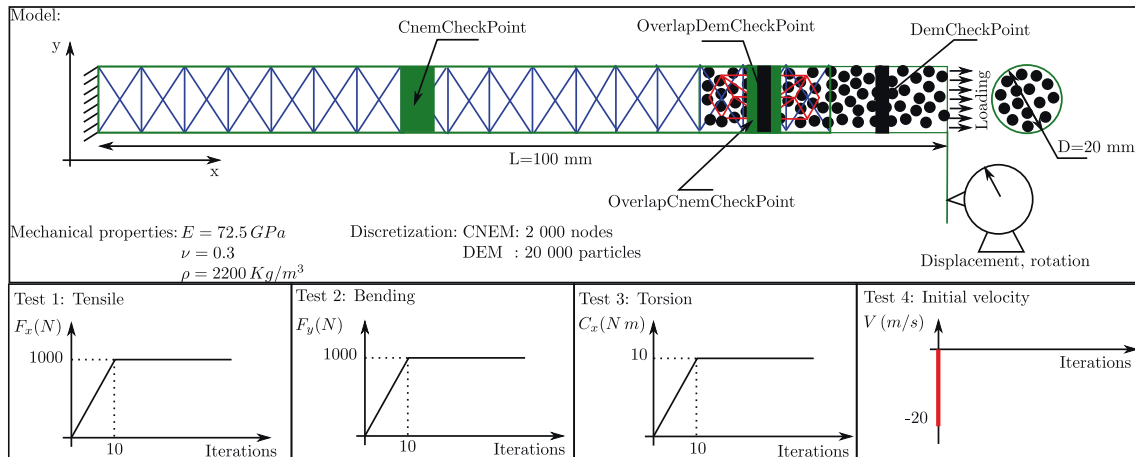 Model:
CnemCheckPoint
OverlapDemCheckPoint
DemCheckPoint
y
Loading
L=100 mm
x
D=20 mm
OverlapCnemCheckPoint
Mechanical properties: E = 72.5 GPa
ν = 0.3
ρ = 2200 Kg/m³
Discretization: CNEM: 2 000 nodes
DEM : 20 000 particles
Displacement, rotation
Test 1: Tensile
Fx(N)
1000
10
Iterations
Test 2: Bending
Fy(N)
1000
10
Iterations
Test 3: Torsion
Cx(N m)
10
10
Iterations
Test 4: Initial velocity
V(m/s)
Iterations
-20